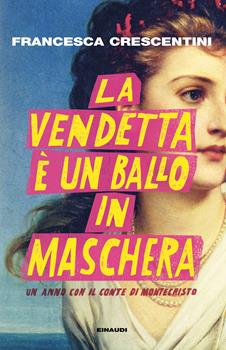 FRANCESCA CRESCENTINI
LA
VENDETTA
È UN BALLO
IN
MASCHERA
UN ANNO CON IL CONTE DI MONTECRISTO
EINAUDI